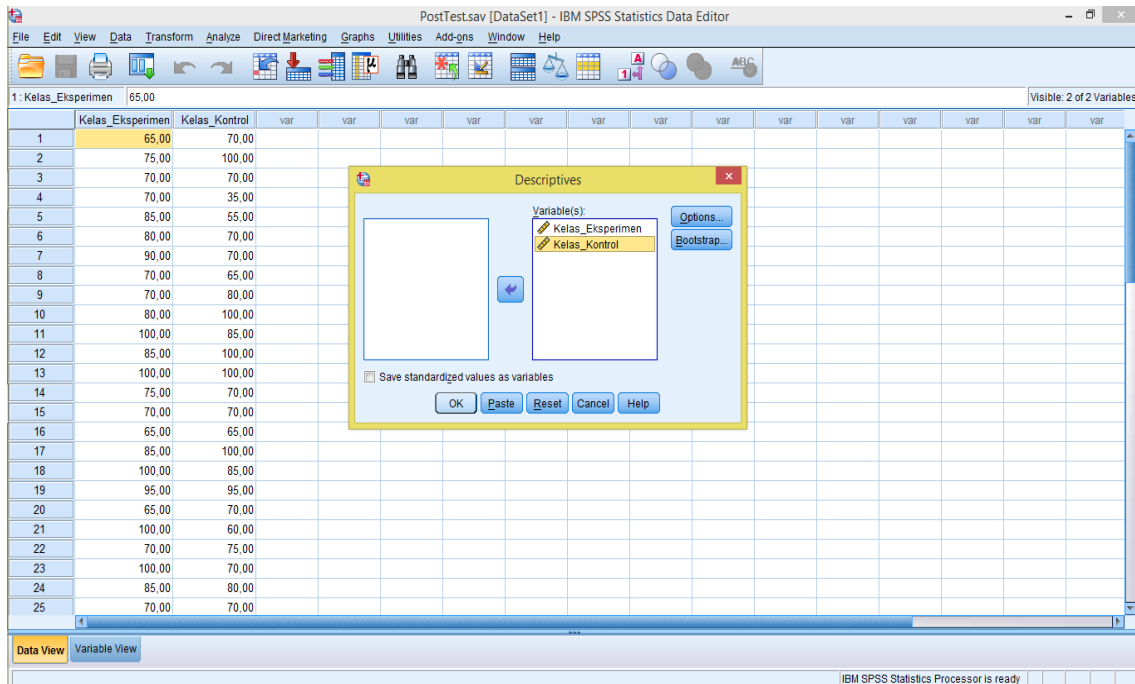 PostTest.sav [DataSet1] - IBM SPSS Statistics Data Editor
File Edit View Data Transform Analyze Direct Marketing Graphs Utilities Add-ons Window Help
1 : Kelas_Eksperimen 65,00 Visible: 2 of 2 Variables
Kelas_Eksperimen Kelas_Kontrol var var var var var var var var var var var var var var
1 65,00 70,00
2 75,00 100,00
3 70,00 70,00
4 70,00 35,00
5 85,00 55,00
6 80,00 70,00
7 90,00 70,00
8 70,00 65,00
9 70,00 80,00
10 80,00 100,00
11 100,00 85,00
12 85,00 100,00
13 100,00 100,00
14 75,00 70,00
15 70,00 70,00
16 65,00 65,00
17 85,00 100,00
18 100,00 85,00
19 95,00 95,00
20 65,00 70,00
21 100,00 60,00
22 70,00 75,00
23 100,00 70,00
24 85,00 80,00
25 70,00 70,00
Descriptives
Variable(s):
Kelas_Eksperimen
Kelas_Kontrol
Options...
Bootstrap...
Save standardized values as variables
OK Paste Reset Cancel Help
Data View Variable View
IBM SPSS Statistics Processor is ready